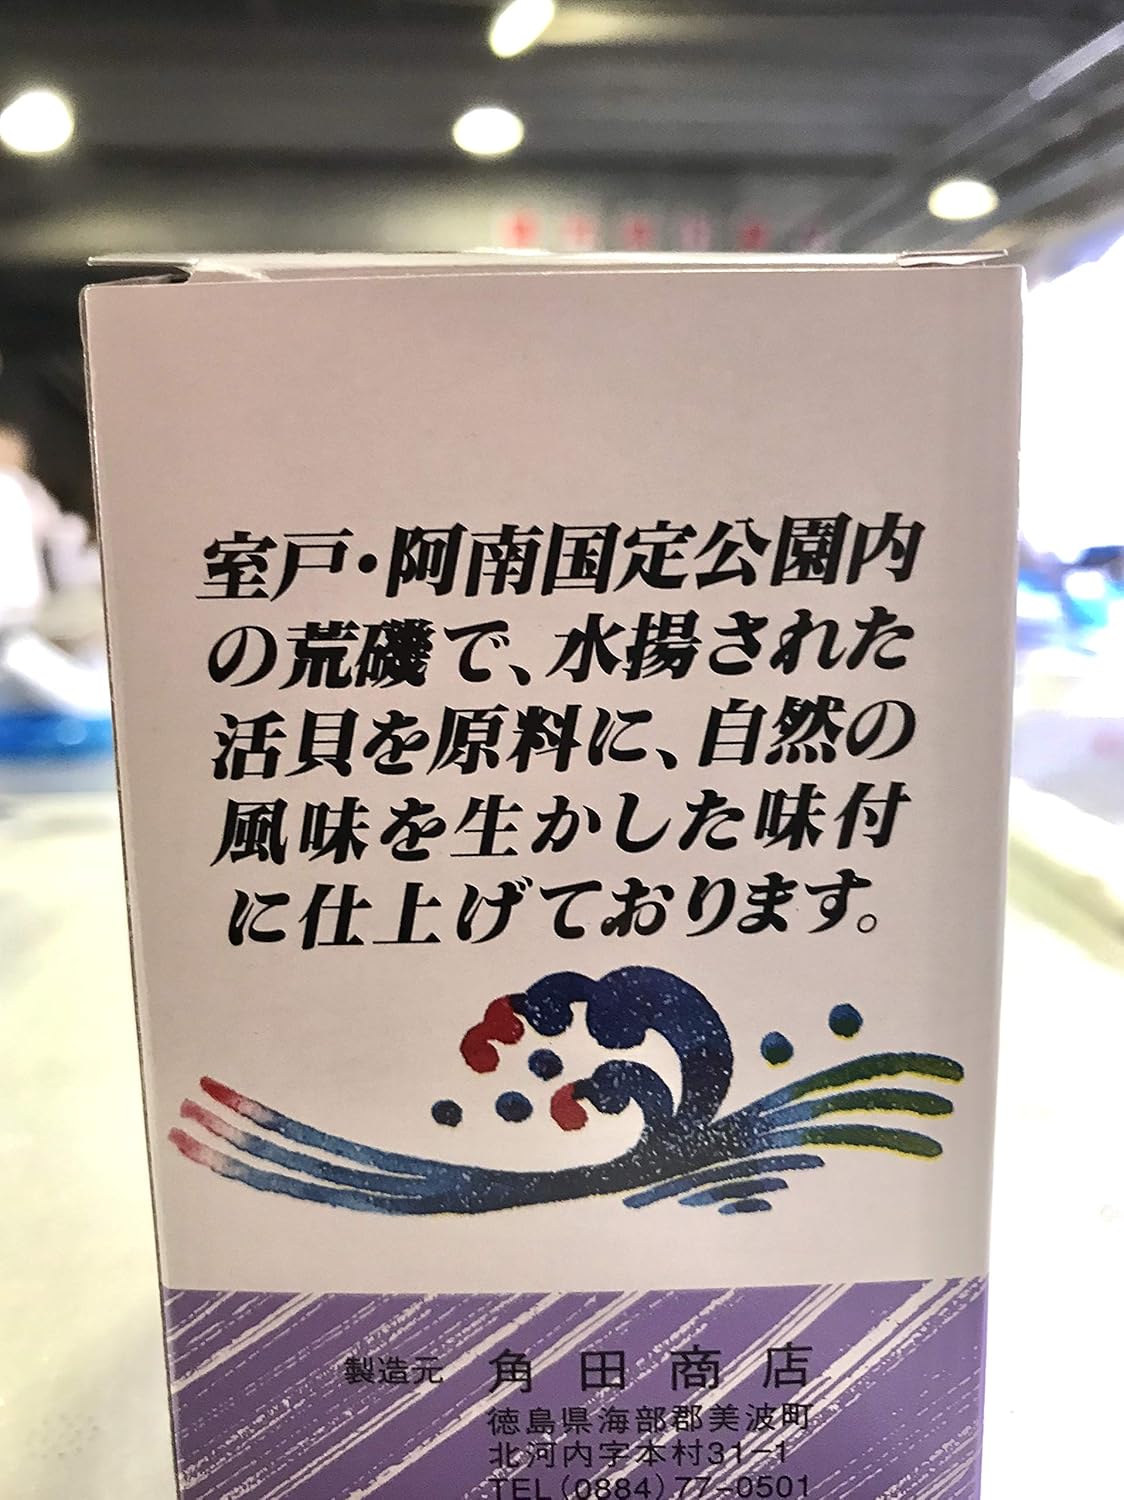 室戸・阿南国定公園内
の荒磯で、水揚された
活貝を原料に、自然の
風味を生かした味付
に仕上げております。
製造元 角田商店
徳島県海部郡美波町
北河内字本村31-1
TEL(0884)77-0501